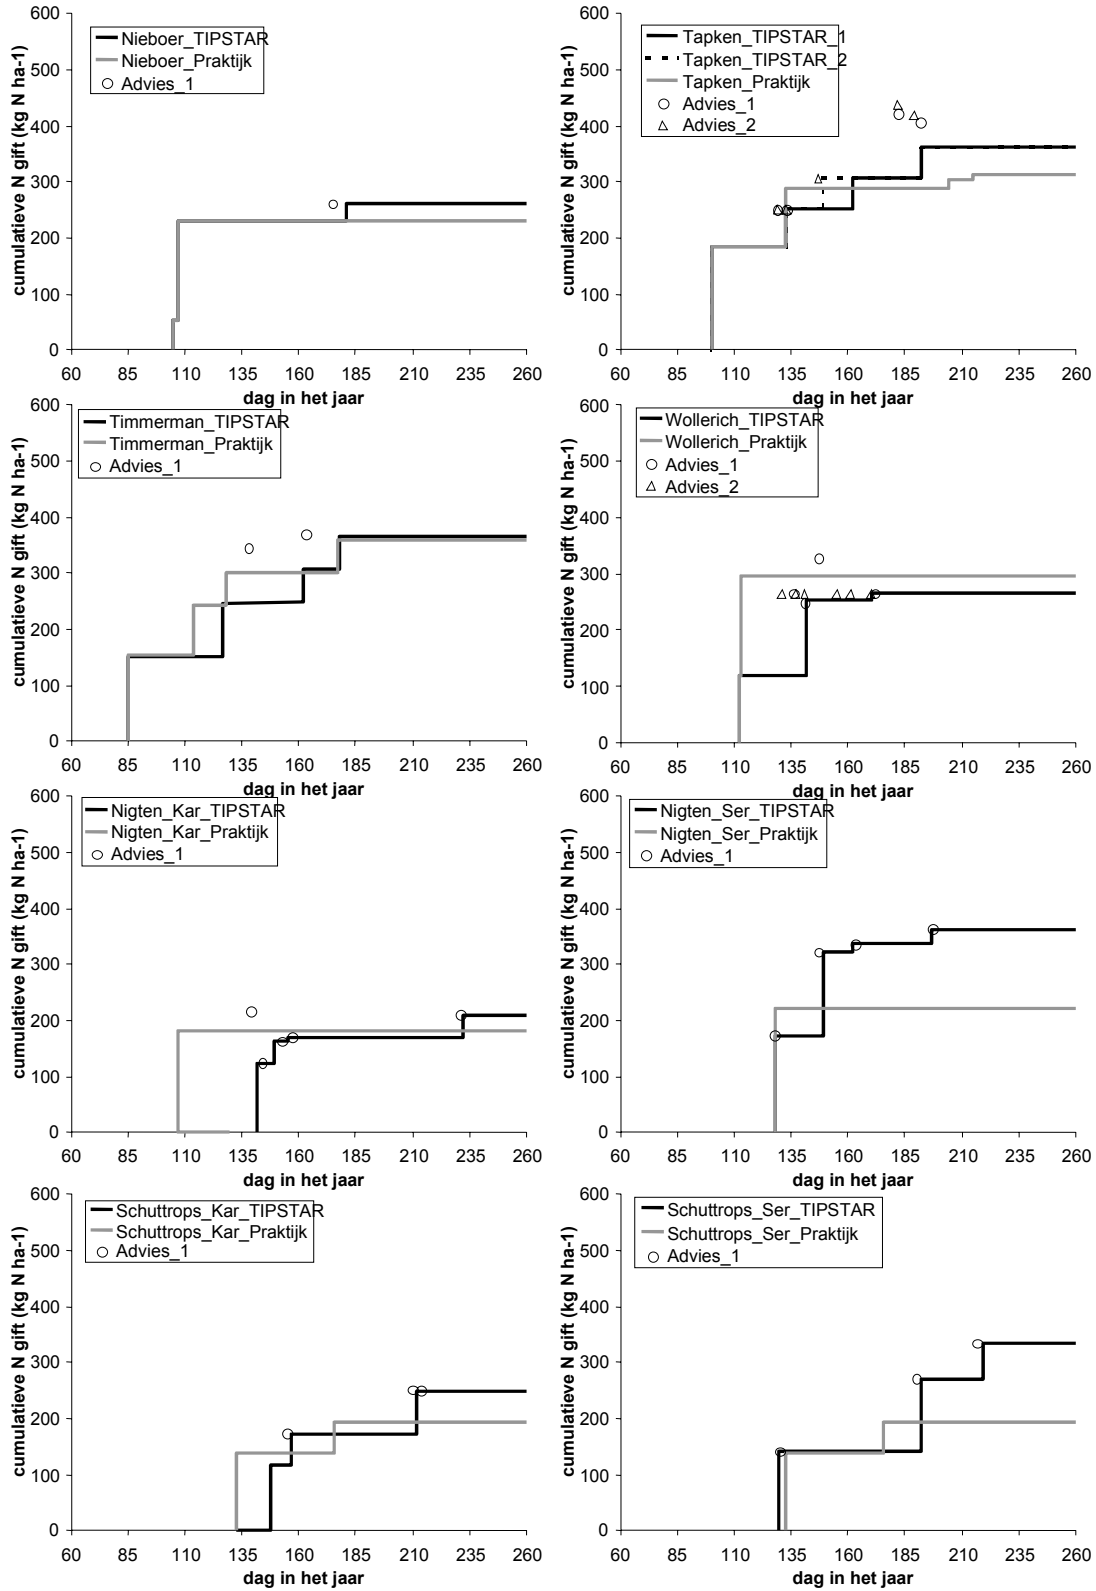 Nieboer_TIPSTAR
Nieboer_Praktijk
Advies_1
cumulatieve N gift (kg N ha-1)
600
500
400
300
200
100
0
60 85 110 135 160 185 210 235 260
dag in het jaar
Tapken_TIPSTAR_1
Tapken_TIPSTAR_2
Tapken_Praktijk
Advies_1
Advies_2
cumulatieve N gift (kg N ha-1)
600
500
400
300
200
100
0
60 85 110 135 160 185 210 235 260
dag in het jaar
Timmerman_TIPSTAR
Timmerman_Praktijk
Advies_1
cumulatieve N gift (kg N ha-1)
600
500
400
300
200
100
0
60 85 110 135 160 185 210 235 260
dag in het jaar
Wollerich_TIPSTAR
Wollerich_Praktijk
Advies_1
Advies_2
cumulatieve N gift (kg N ha-1)
600
500
400
300
200
100
0
60 85 110 135 160 185 210 235 260
dag in het jaar
Nigten_Kar_TIPSTAR
Nigten_Kar_Praktijk
Advies_1
cumulatieve N gift (kg N ha-1)
600
500
400
300
200
100
0
60 85 110 135 160 185 210 235 260
dag in het jaar
Nigten_Ser_TIPSTAR
Nigten_Ser_Praktijk
Advies_1
cumulatieve N gift (kg N ha-1)
600
500
400
300
200
100
0
60 85 110 135 160 185 210 235 260
dag in het jaar
Schuttrops_Kar_TIPSTAR
Schuttrops_Kar_Praktijk
Advies_1
cumulatieve N gift (kg N ha-1)
600
500
400
300
200
100
0
60 85 110 135 160 185 210 235 260
dag in het jaar
Schuttrops_Ser_TIPSTAR
Schuttrops_Ser_Praktijk
Advies_1
cumulatieve N gift (kg N ha-1)
600
500
400
300
200
100
0
60 85 110 135 160 185 210 235 260
dag in het jaar